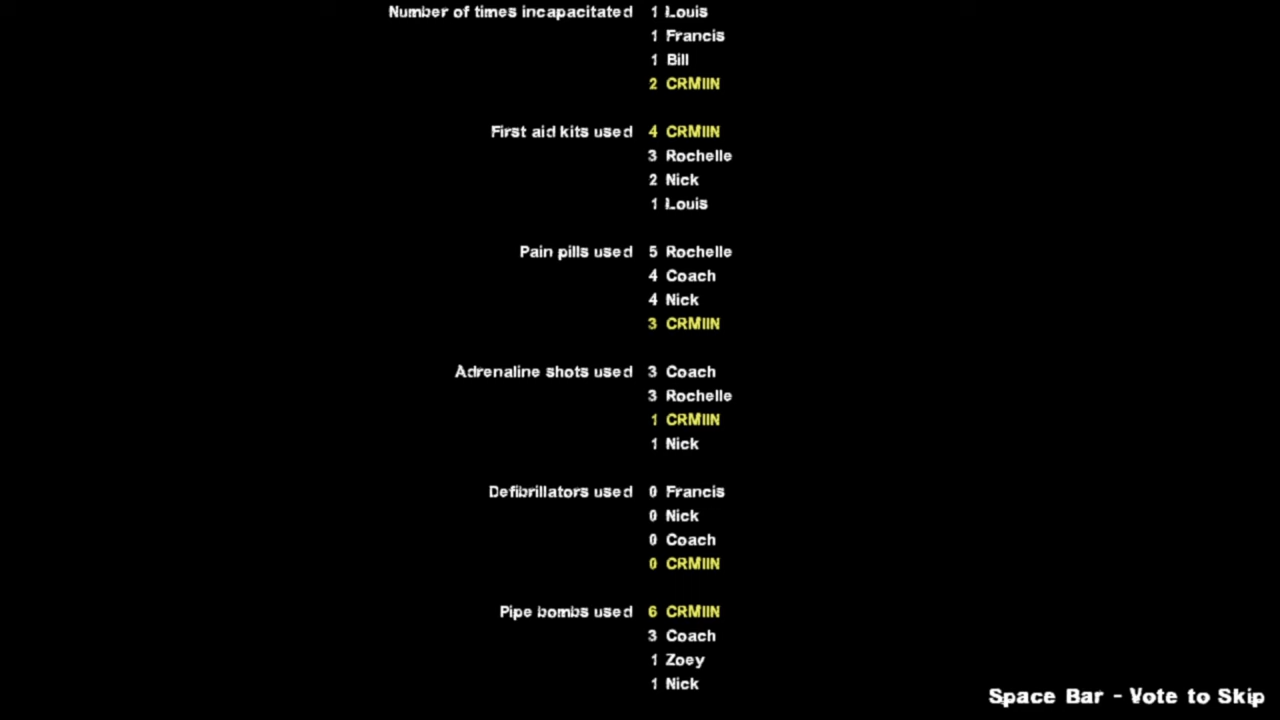 Number of times incapacitated 1 Louis
1 Francis
1 Bill
2 CRMIIN
First aid kits used 4 CRMIIN
3 Rochelle
2 Nick
1 Louis
Pain pills used 5 Rochelle
4 Coach
4 Nick
3 CRMIIN
Adrenaline shots used 3 Coach
3 Rochelle
1 CRMIIN
1 Nick
Defibrillators used 0 Francis
0 Nick
0 Coach
0 CRMIIN
Pipe bombs used 6 CRMIIN
3 Coach
1 Zoey
1 Nick
Space Bar - Vote to Skip